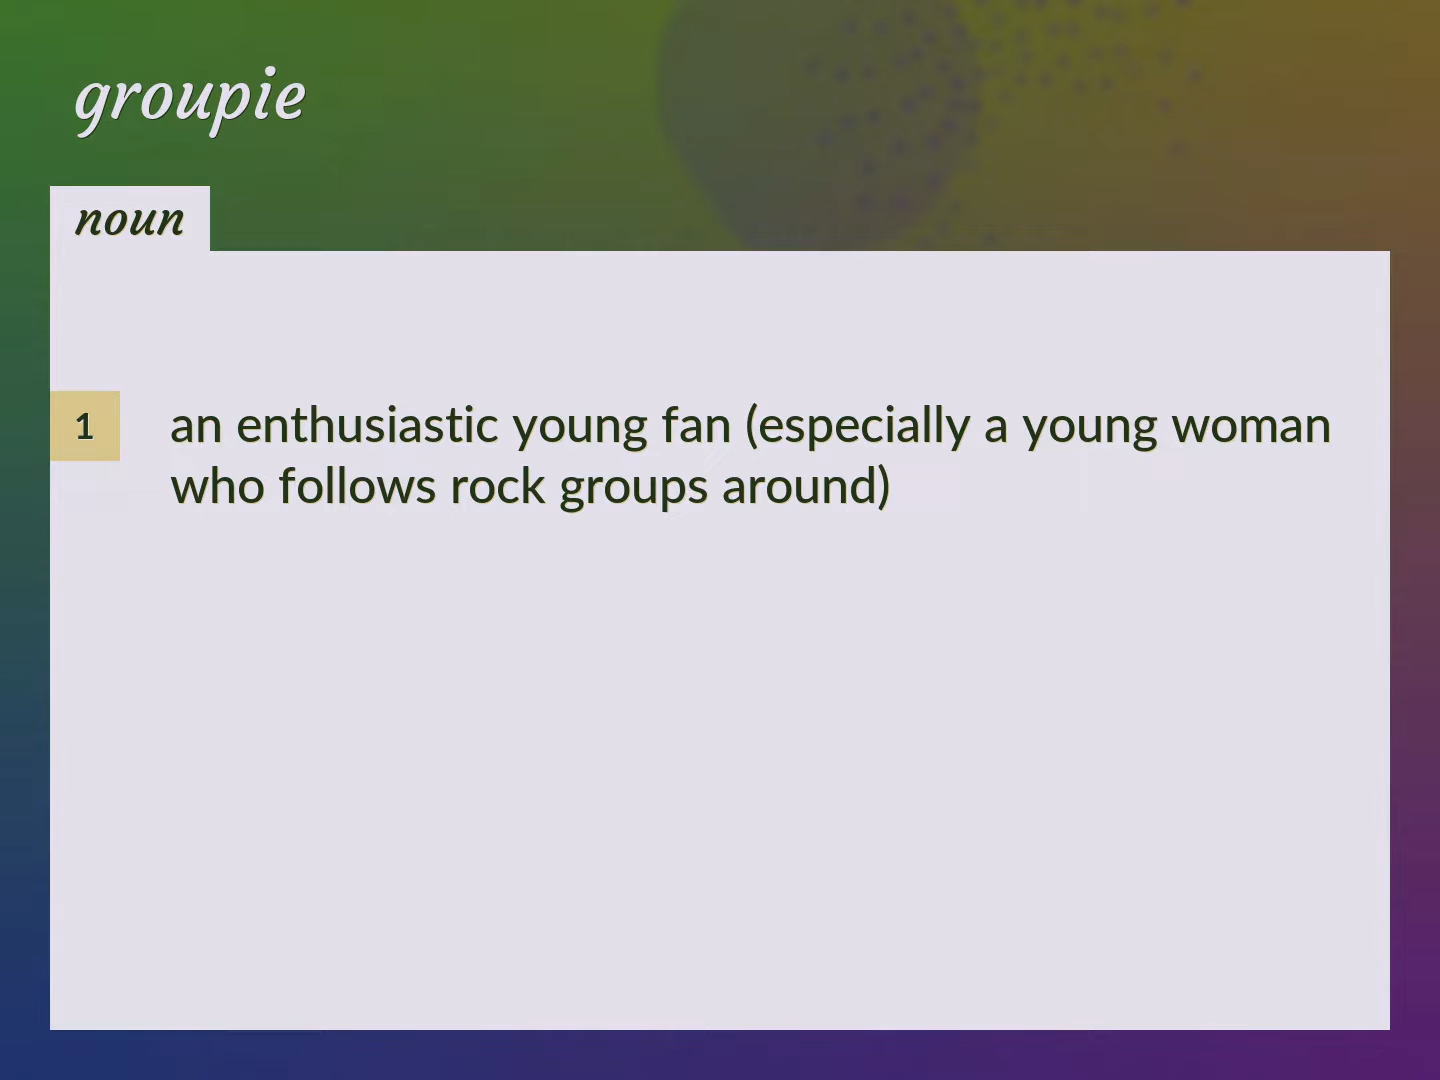 groupie
noun
1
an enthusiastic young fan (especially a young woman
who follows rock groups around)